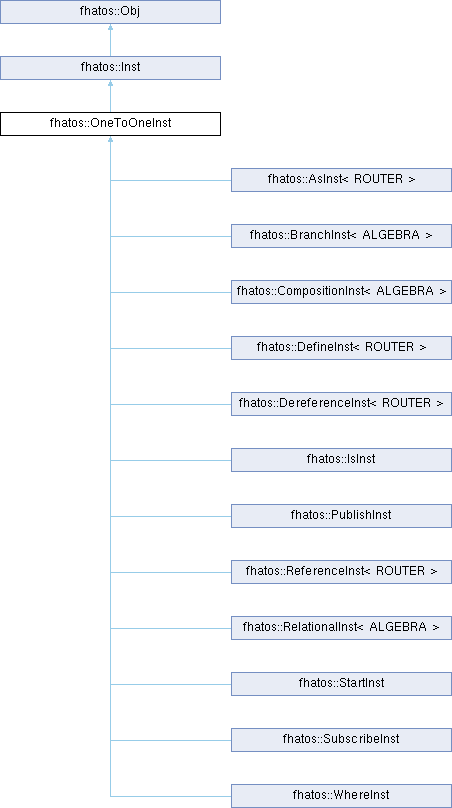 fhatos::Obj
fhatos::Inst
fhatos::OneToOneInst
fhatos::AsInst< ROUTER >
fhatos::BranchInst< ALGEBRA >
fhatos::CompositionInst< ALGEBRA >
fhatos::DefineInst< ROUTER >
fhatos::DereferenceInst< ROUTER >
fhatos::IsInst
fhatos::PublishInst
fhatos::ReferenceInst< ROUTER >
fhatos::RelationalInst< ALGEBRA >
fhatos::StartInst
fhatos::SubscribeInst
fhatos::WhereInst